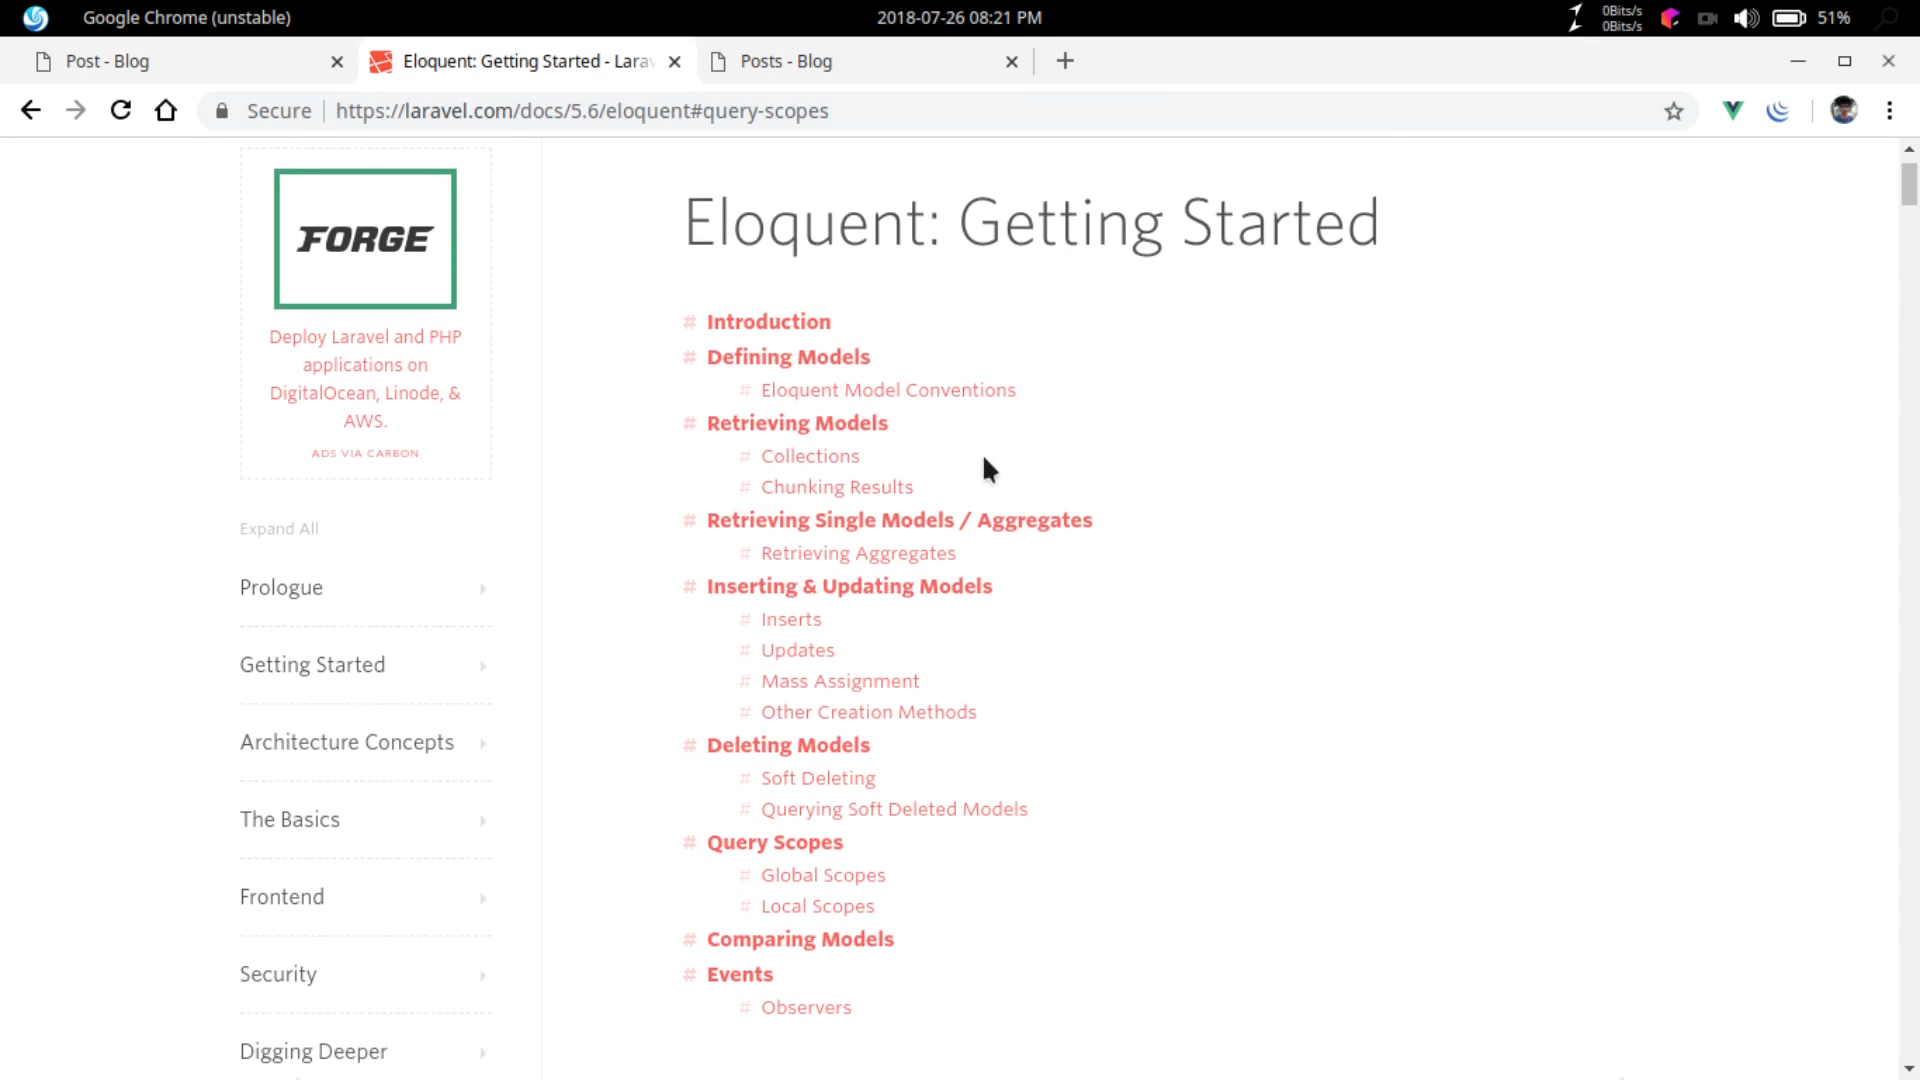 Google Chrome (unstable)
2018-07-26 08:21 PM
0Bits/s
0Bits/s
51%
Post - Blog
Eloquent: Getting Started - Larav
Posts - Blog
Secure
https://laravel.com/docs/5.6/eloquent#query-scopes
FORGE
Deploy Laravel and PHP
applications on
DigitalOcean, Linode, &
AWS.
ADS VIA CARBON
Expand All
Prologue
Getting Started
Architecture Concepts
The Basics
Frontend
Security
Digging Deeper
Eloquent: Getting Started
# Introduction
# Defining Models
# Eloquent Model Conventions
# Retrieving Models
# Collections
# Chunking Results
# Retrieving Single Models / Aggregates
# Retrieving Aggregates
# Inserting & Updating Models
# Inserts
# Updates
# Mass Assignment
# Other Creation Methods
# Deleting Models
# Soft Deleting
# Querying Soft Deleted Models
# Query Scopes
# Global Scopes
# Local Scopes
# Comparing Models
# Events
# Observers